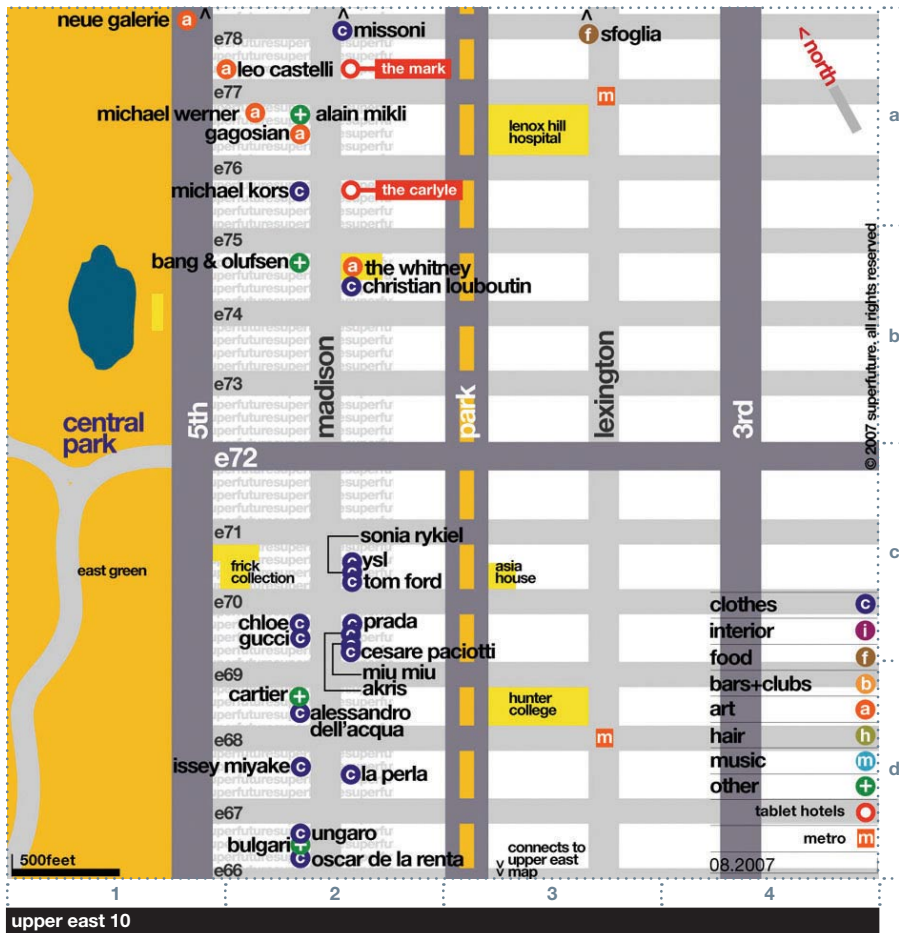 neue galerie a
^
^
^
e78
c missoni
f sfoglia
< north
a leo castelli
the mark
e77
m
a
michael werner a
+ alain mikli
gagosian a
lenox hill
hospital
e76
michael kors c
the carlyle
e75
bang & olufsen +
a the whitney
c christian louboutin
e74
b
e73
central
park
5th
madison
park
lexington
3rd
© 2007 superfuture. all rights reserved
e72
e71
sonia rykiel
c ysl
c
c tom ford
frick
collection
asia
house
c
east green
e70
chloe c
gucci c
c prada
c
c
c cesare paciotti
miu miu
akris
e69
cartier +
c alessandro
dell'acqua
hunter
college
e68
m
issey miyake c
c la perla
d
e67
c ungaro
bulgari +
c oscar de la renta
e66
connects to
upper east
v map
clothes c
interior i
food f
bars+clubs b
art a
hair h
music m
other +
tablet hotels
metro m
08.2007
500feet
1
2
3
4
upper east 10